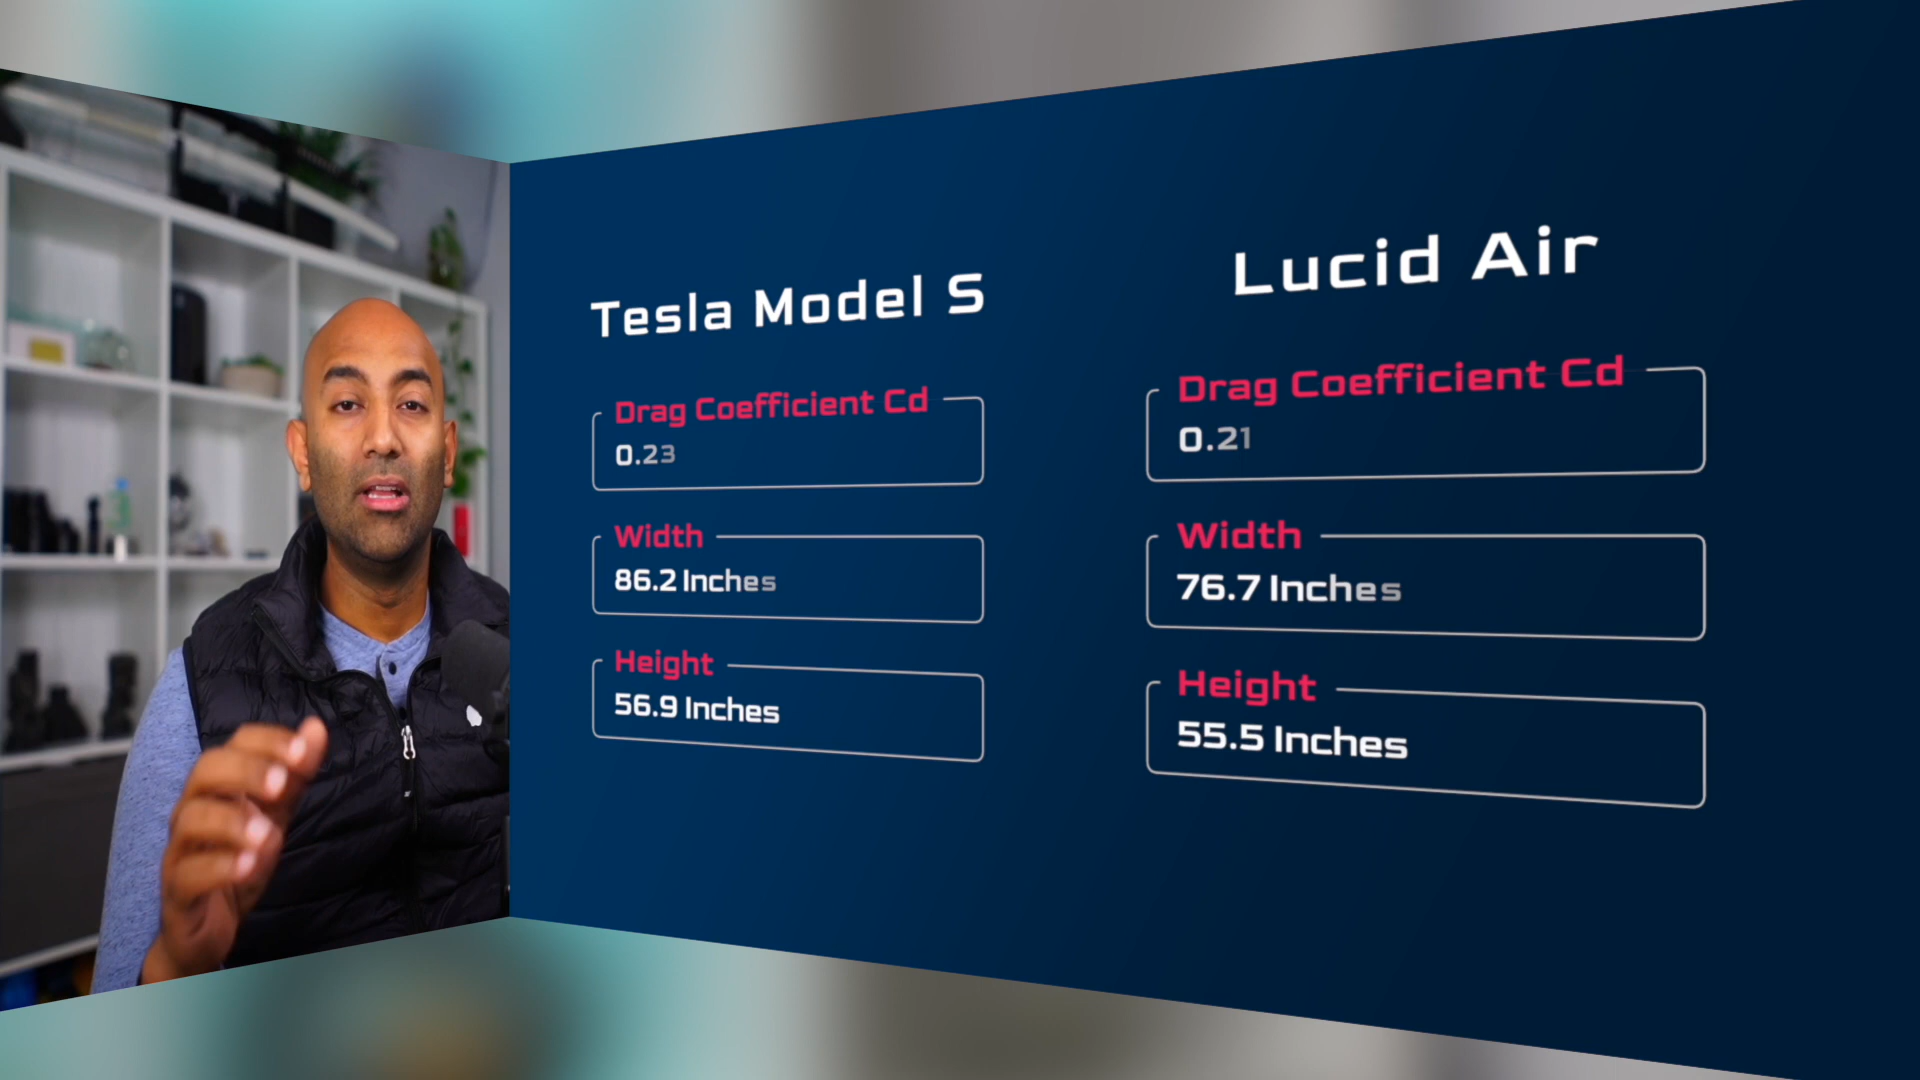 Tesla Model S
Drag Coefficient Cd
0.23
Width
86.2 Inches
Height
56.9 Inches
Lucid Air
Drag Coefficient Cd
0.21
Width
76.7 Inches
Height
55.5 Inches